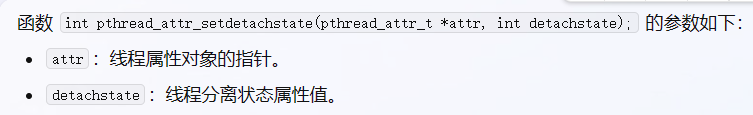 函数 int pthread_attr_setdetachstate(pthread_attr_t *attr, int detachstate); 的参数如下：
• attr：线程属性对象的指针。
• detachstate：线程分离状态属性值。